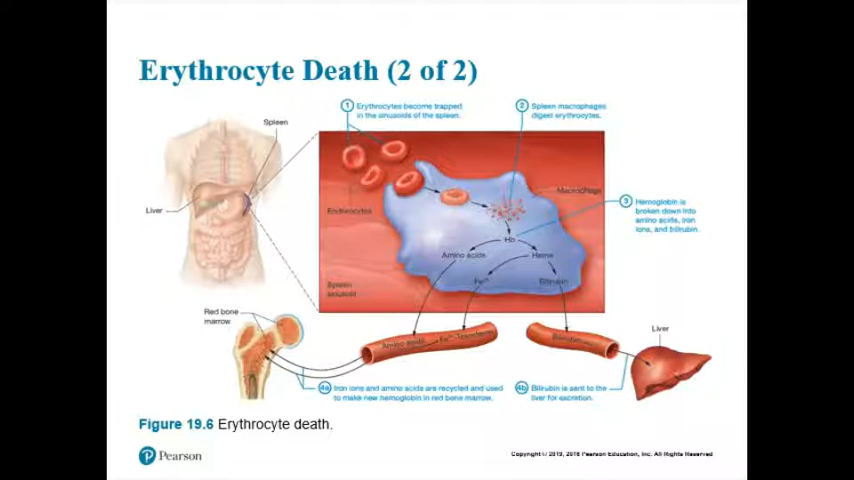 Erythrocyte Death (2 of 2)
1 Erythrocytes become trapped
in the sinusoids of the spleen.
2 Spleen macrophages
digest erythrocytes.
Spleen
Liver
Erythrocytes
Macrophage
3 Hemoglobin is
broken down into
amino acids, iron
ions, and bilirubin.
Hb
Amino acids
Heme
Fe
Bilirubin
Spleen
sinusoid
Red bone
marrow
Amino acids
Bilirubin
Liver
4a Iron ions and amino acids are recycled and used
to make new hemoglobin in red bone marrow.
4b Bilirubin is sent to the
liver for excretion.
Figure 19.6 Erythrocyte death.
P Pearson
Copyright © 2019, 2016 Pearson Education, Inc. All Rights Reserved